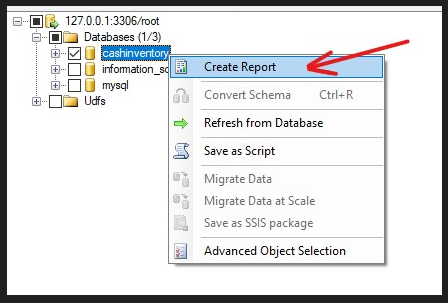 127.0.0.1:3306/root
Databases (1/3)
cashinventory
Create Report
infomation_sc
Convert Schema Ctrl+R
mysql
Refresh from Database
Udfs
Save as Script
Migrate Data
Migrate Data at Scale
Save as SSIS package
Advanced Object Selection